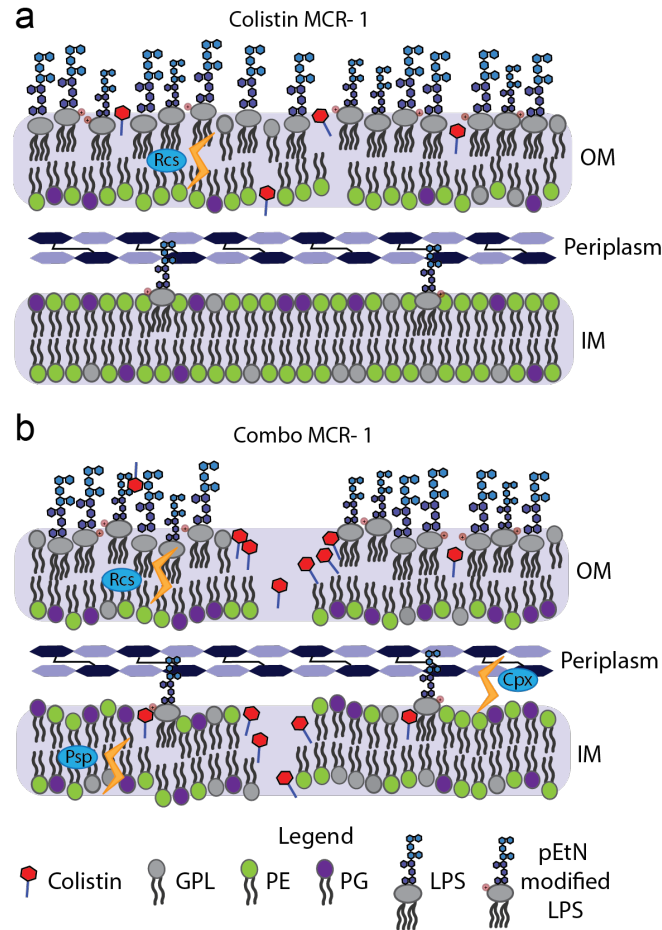 a
Colistin MCR- 1
Rcs
OM
Periplasm
IM
b
Combo MCR- 1
Rcs
OM
Periplasm
Cpx
Psp
IM
Legend
Colistin
GPL
PE
PG
LPS
pEtN
modified
LPS